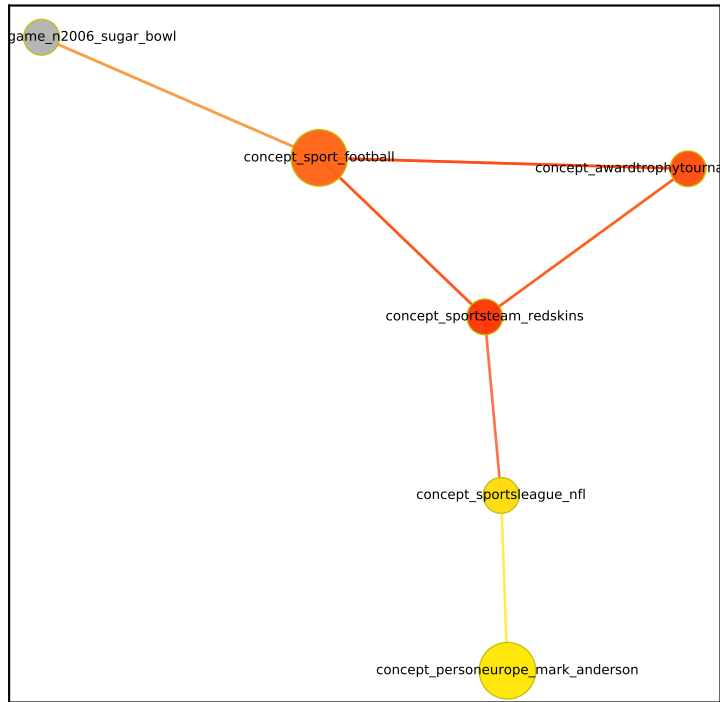 game_n2006_sugar_bowl
concept_sport_football
concept_awardtrophytourna
concept_sportsteam_redskins
concept_sportsleague_nfl
concept_personeurope_mark_anderson